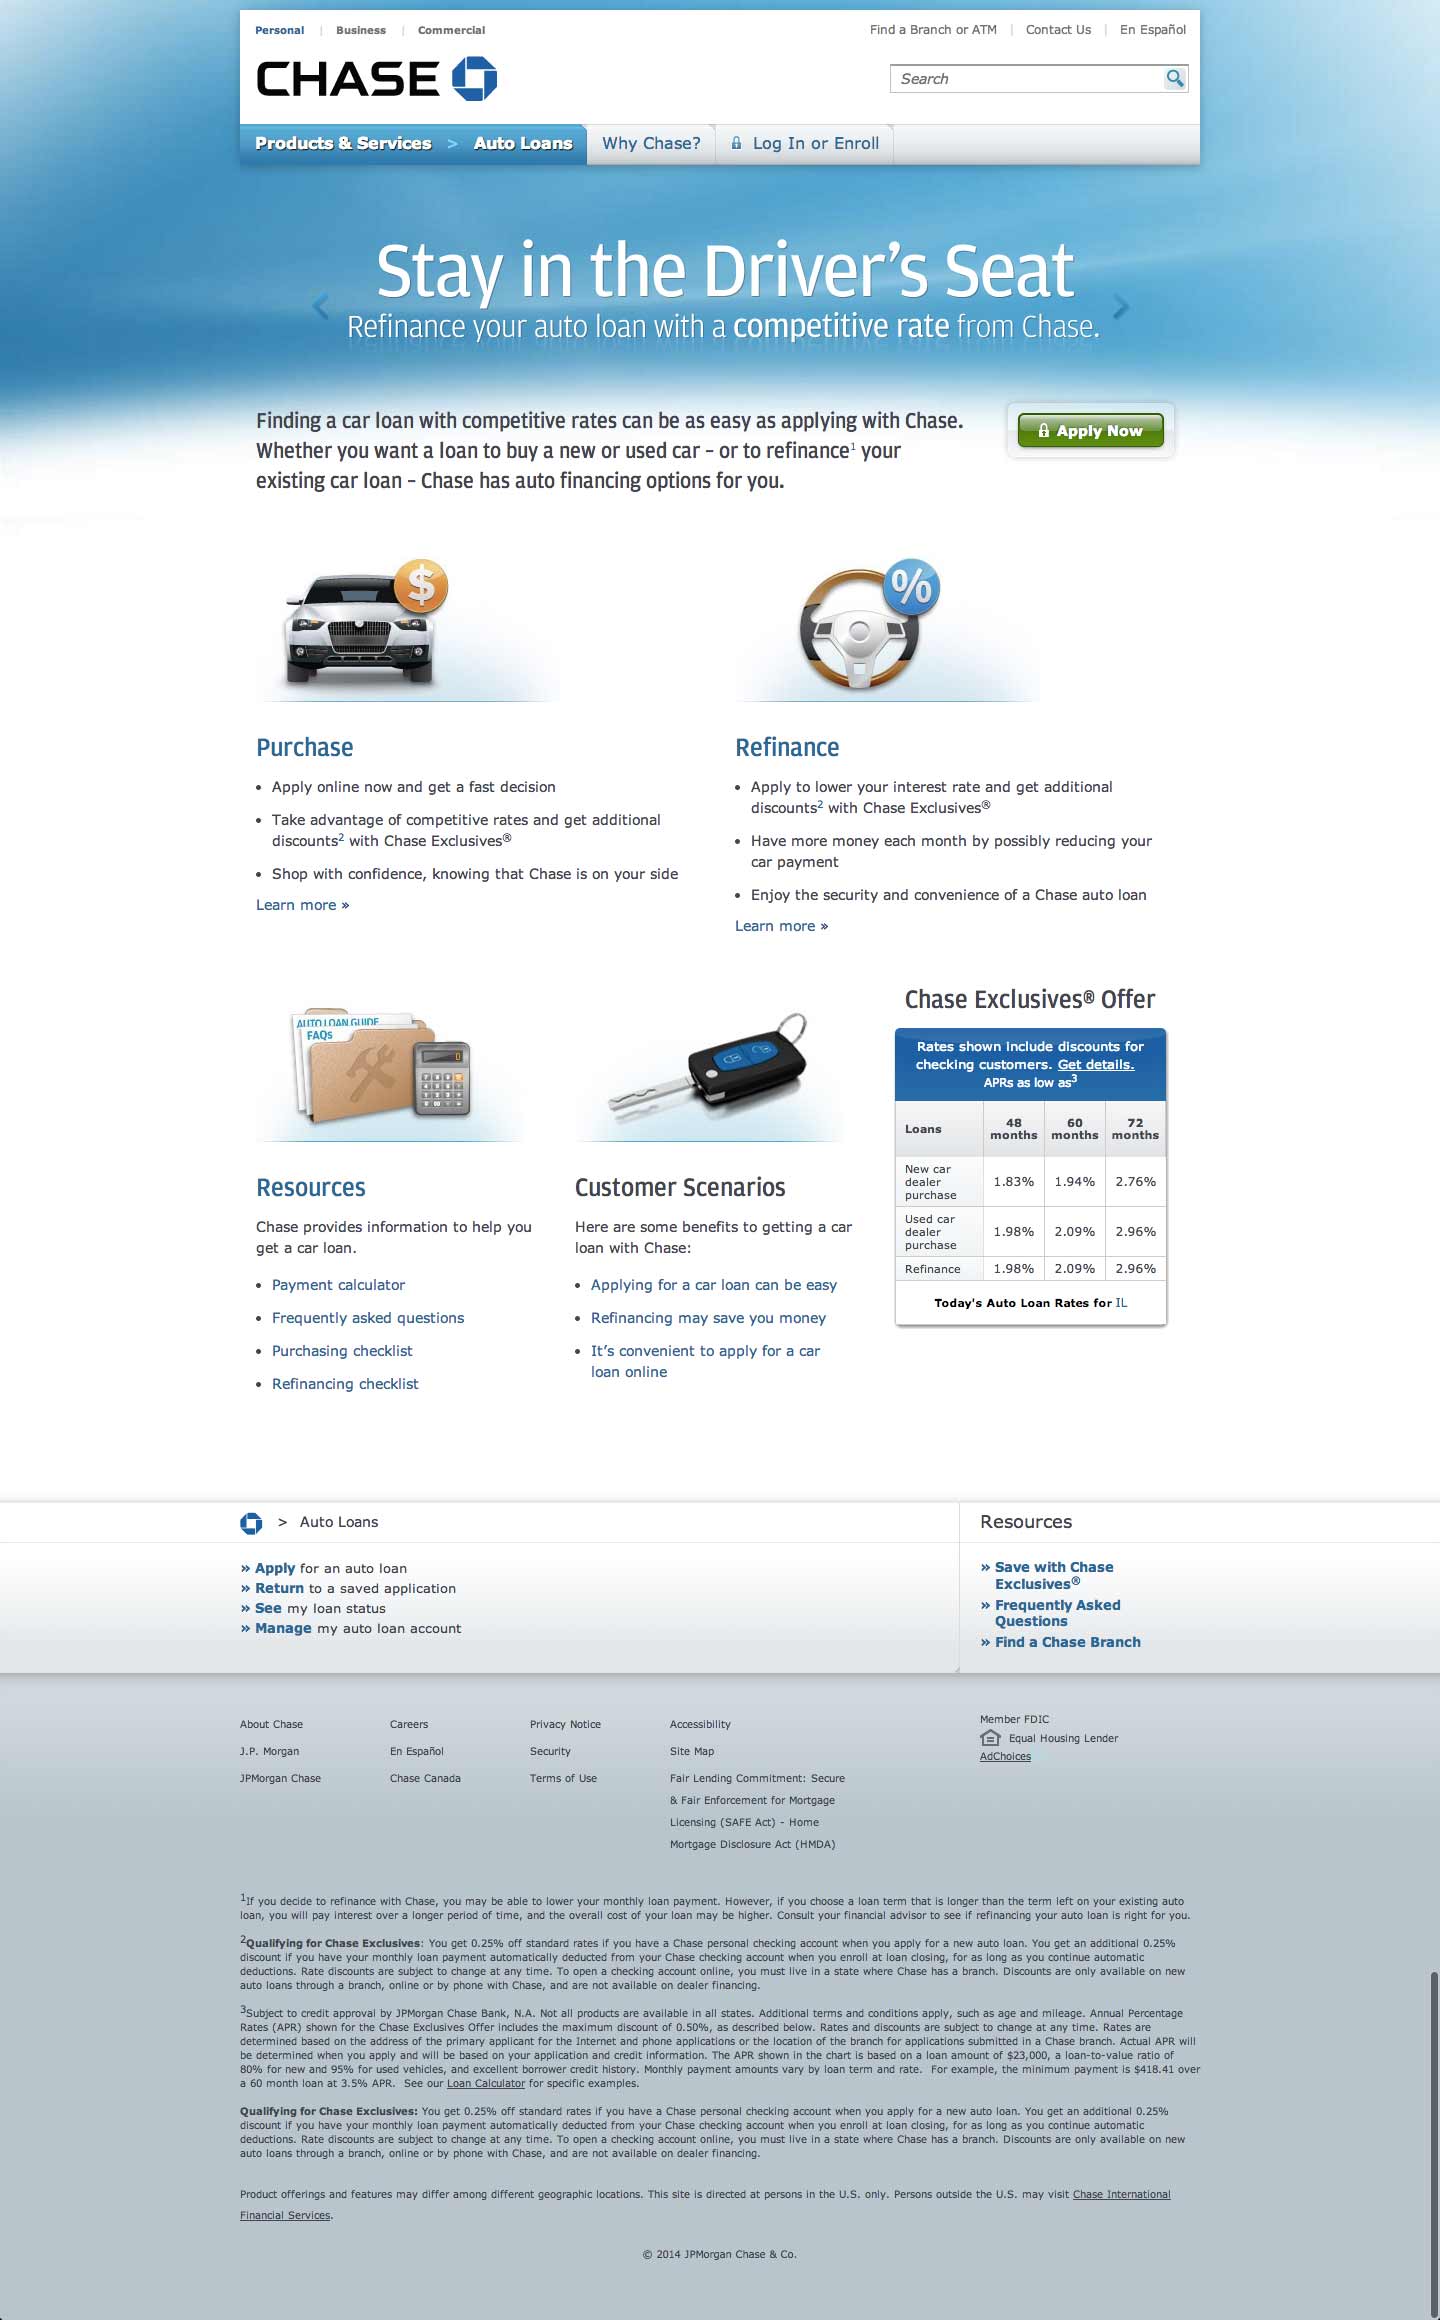 Personal | Business | Commercial
Find a Branch or ATM | Contact Us | En Español
CHASE
Search
Products & Services > Auto Loans
Why Chase?
Log In or Enroll
Stay in the Driver’s Seat
Refinance your auto loan with a competitive rate from Chase.
Finding a car loan with competitive rates can be as easy as applying with Chase.
Whether you want a loan to buy a new or used car – or to refinance1 your
existing car loan – Chase has auto financing options for you.
Apply Now
$
%
Purchase
• Apply online now and get a fast decision
• Take advantage of competitive rates and get additional
discounts2 with Chase Exclusives®
• Shop with confidence, knowing that Chase is on your side
Learn more »
Refinance
• Apply to lower your interest rate and get additional
discounts2 with Chase Exclusives®
• Have more money each month by possibly reducing your
car payment
• Enjoy the security and convenience of a Chase auto loan
Learn more »
AUTO LOAN GUIDE
FAQs
0
Resources
Chase provides information to help you
get a car loan.
• Payment calculator
• Frequently asked questions
• Purchasing checklist
• Refinancing checklist
Customer Scenarios
Here are some benefits to getting a car
loan with Chase:
• Applying for a car loan can be easy
• Refinancing may save you money
• It’s convenient to apply for a car
loan online
Chase Exclusives® Offer
Rates shown include discounts for
checking customers. Get details.
APRs as low as3
Loans 48 months 60 months 72 months
New car dealer purchase 1.83% 1.94% 2.76%
Used car dealer purchase 1.98% 2.09% 2.96%
Refinance 1.98% 2.09% 2.96%
Today's Auto Loan Rates for IL
> Auto Loans
» Apply for an auto loan
» Return to a saved application
» See my loan status
» Manage my auto loan account
Resources
» Save with Chase
Exclusives®
» Frequently Asked
Questions
» Find a Chase Branch
About Chase
J.P. Morgan
JPMorgan Chase
Careers
En Español
Chase Canada
Privacy Notice
Security
Terms of Use
Accessibility
Site Map
Fair Lending Commitment: Secure
& Fair Enforcement for Mortgage
Licensing (SAFE Act) - Home
Mortgage Disclosure Act (HMDA)
Member FDIC
Equal Housing Lender
AdChoices
1If you decide to refinance with Chase, you may be able to lower your monthly loan payment. However, if you choose a loan term that is longer than the term left on your existing auto
loan, you will pay interest over a longer period of time, and the overall cost of your loan may be higher. Consult your financial advisor to see if refinancing your auto loan is right for you.
2Qualifying for Chase Exclusives: You get 0.25% off standard rates if you have a Chase personal checking account when you apply for a new auto loan. You get an additional 0.25%
discount if you have your monthly loan payment automatically deducted from your Chase checking account when you enroll at loan closing, for as long as you continue automatic
deductions. Rate discounts are subject to change at any time. To open a checking account online, you must live in a state where Chase has a branch. Discounts are only available on new
auto loans through a branch, online or by phone with Chase, and are not available on dealer financing.
3Subject to credit approval by JPMorgan Chase Bank, N.A. Not all products are available in all states. Additional terms and conditions apply, such as age and mileage. Annual Percentage
Rates (APR) shown for the Chase Exclusives Offer includes the maximum discount of 0.50%, as described below. Rates and discounts are subject to change at any time. Rates are
determined based on the address of the primary applicant for the Internet and phone applications or the location of the branch for applications submitted in a Chase branch. Actual APR will
be determined when you apply and will be based on your application and credit information. The APR shown in the chart is based on a loan amount of $23,000, a loan-to-value ratio of
80% for new and 95% for used vehicles, and excellent borrower credit history. Monthly payment amounts vary by loan term and rate. For example, the minimum payment is $418.41 over
a 60 month loan at 3.5% APR. See our Loan Calculator for specific examples.
Qualifying for Chase Exclusives: You get 0.25% off standard rates if you have a Chase personal checking account when you apply for a new auto loan. You get an additional 0.25%
discount if you have your monthly loan payment automatically deducted from your Chase checking account when you enroll at loan closing, for as long as you continue automatic
deductions. Rate discounts are subject to change at any time. To open a checking account online, you must live in a state where Chase has a branch. Discounts are only available on new
auto loans through a branch, online or by phone with Chase, and are not available on dealer financing.
Product offerings and features may differ among different geographic locations. This site is directed at persons in the U.S. only. Persons outside the U.S. may visit Chase International
Financial Services.
© 2014 JPMorgan Chase & Co.